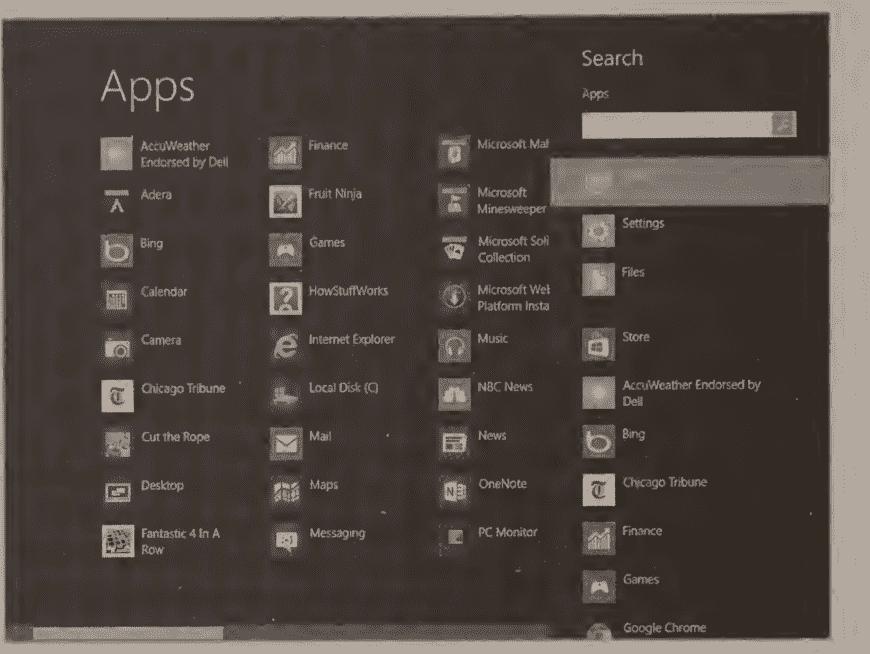 Apps
AccuWeather
Endorsed by Dell
Adera
Bing
Calendar
Camera
Chicago Tribune
Cut the Rope
Desktop
Fantastic 4 In A
Row
Finance
Fruit Ninja
Games
HowStuffWorks
Internet Explorer
Local Disk (C)
Mail
Maps
Messaging
Microsoft Mah
Microsoft
Minesweeper
Microsoft Soli
Collection
Microsoft Web
Platform Insta
Music
NBC News
News
OneNote
PC Monitor
Search
Apps
Settings
Files
Store
AccuWeather Endorsed by
Dell
Bing
Chicago Tribune
Finance
Games
Google Chrome